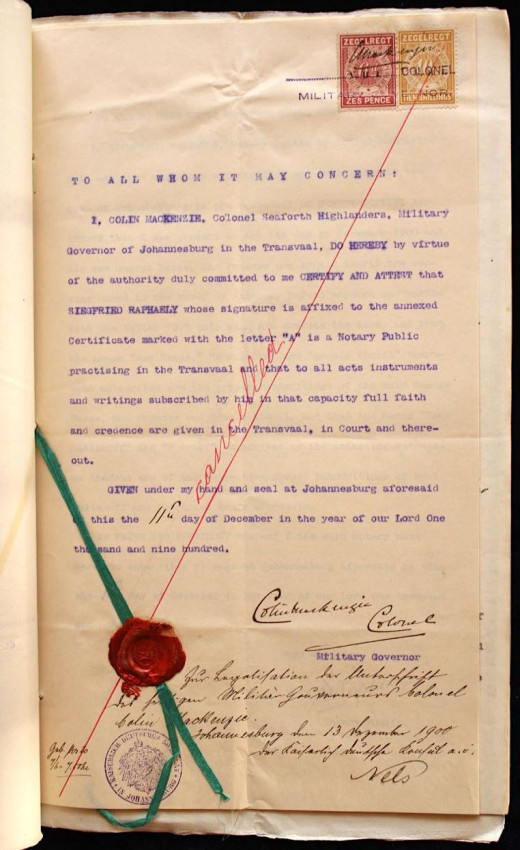 ZEGELREGT
ZEGELREGT
COLONEL
ZES PENCE
TO ALL WHOM IT MAY CONCERN:
I, COLIN MACKENZIE, Colonel Seaforth Highlanders, Military
Governor of Johannesburg in the Transvaal, DO HEREBY by virtue
of the authority duly committed to me CERTIFY AND ATTEST that
SIEGFRIED RAPHAELY whose signature is affixed to the annexed
Certificate marked with the letter "A" is a Notary Public
practising in the Transvaal and that to all acts instruments
and writings subscribed by him in that capacity full faith
and credence are given in the Transvaal, in Court and there-
out.
cancelled
GIVEN under my hand and seal at Johannesburg aforesaid
this the 11th day of December in the year of our Lord One
thousand and nine hundred.
Colin Mackenzie
Colonel
Military Governor
Zur Legalisation der Unterschrift
des hiesigen Militär Gouverneurs Colonel
Colin MacKenzie.
Johannesburg den 13 Dezember 1900
der Kaiserlich Deutsche Konsul a.i.
Nels